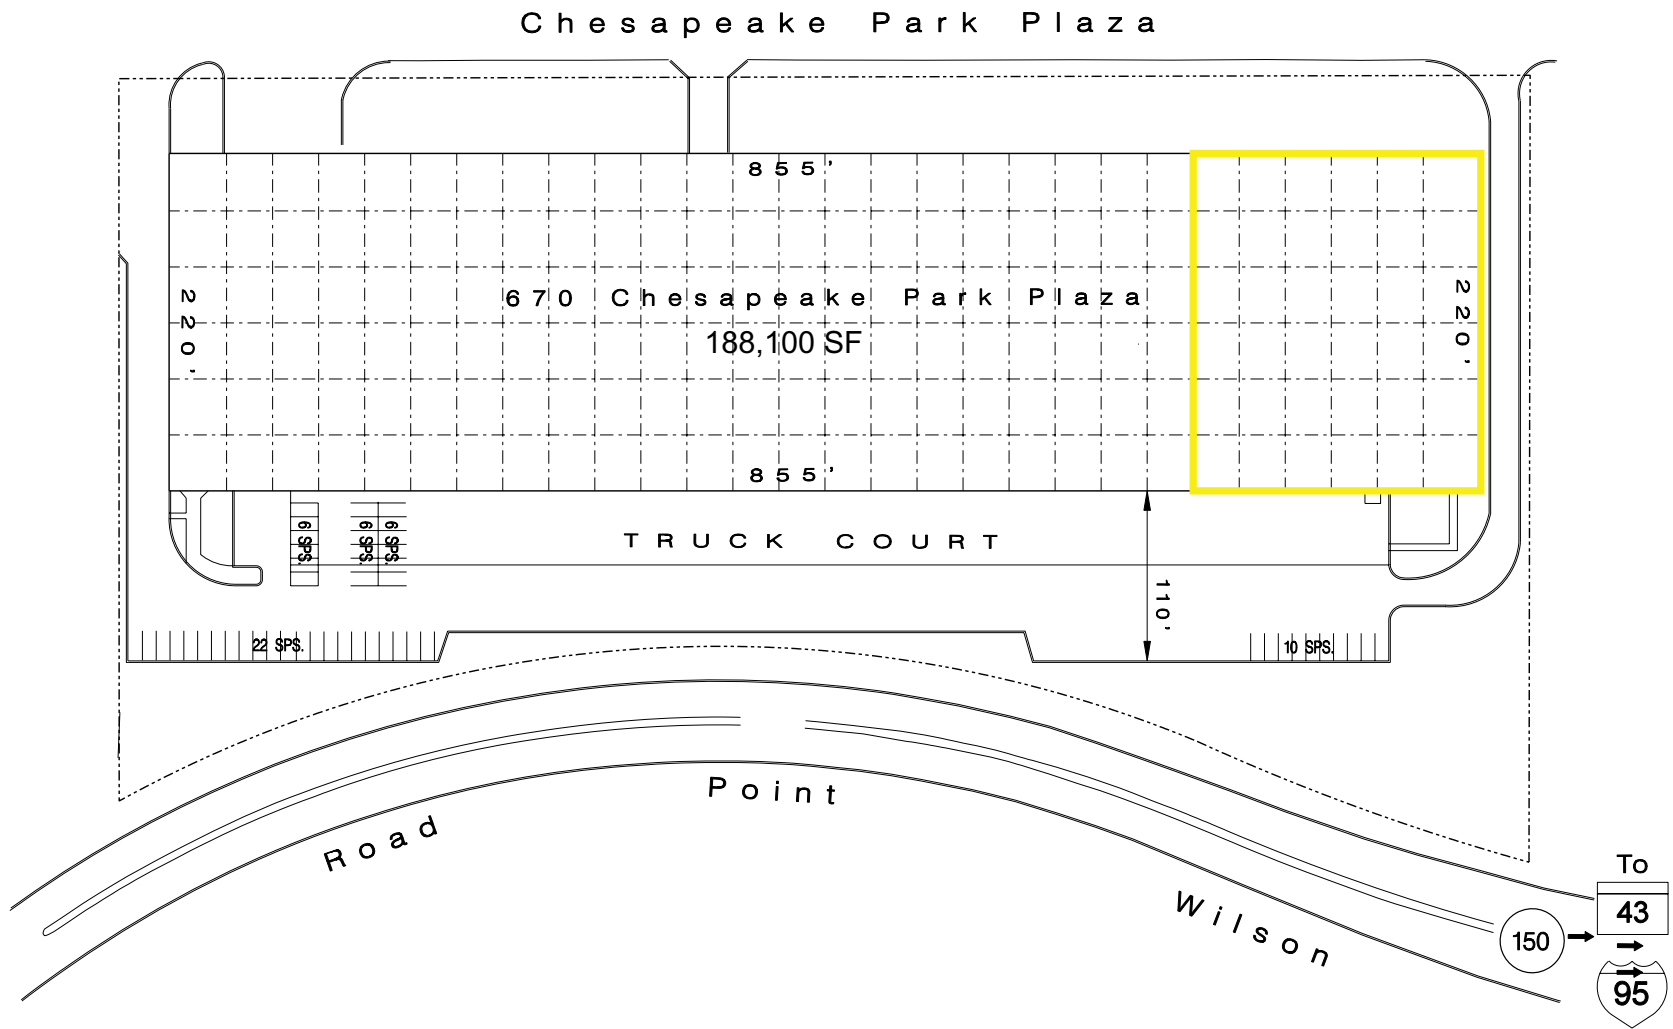 Chesapeake Park Plaza
855'
220'
220'
670 Chesapeake Park Plaza
188,100 SF
855'
6 SPS.
6 SPS.
6 SPS.
TRUCK COURT
110'
22 SPS.
10 SPS.
Point
Road
Wilson
To
43
150
95